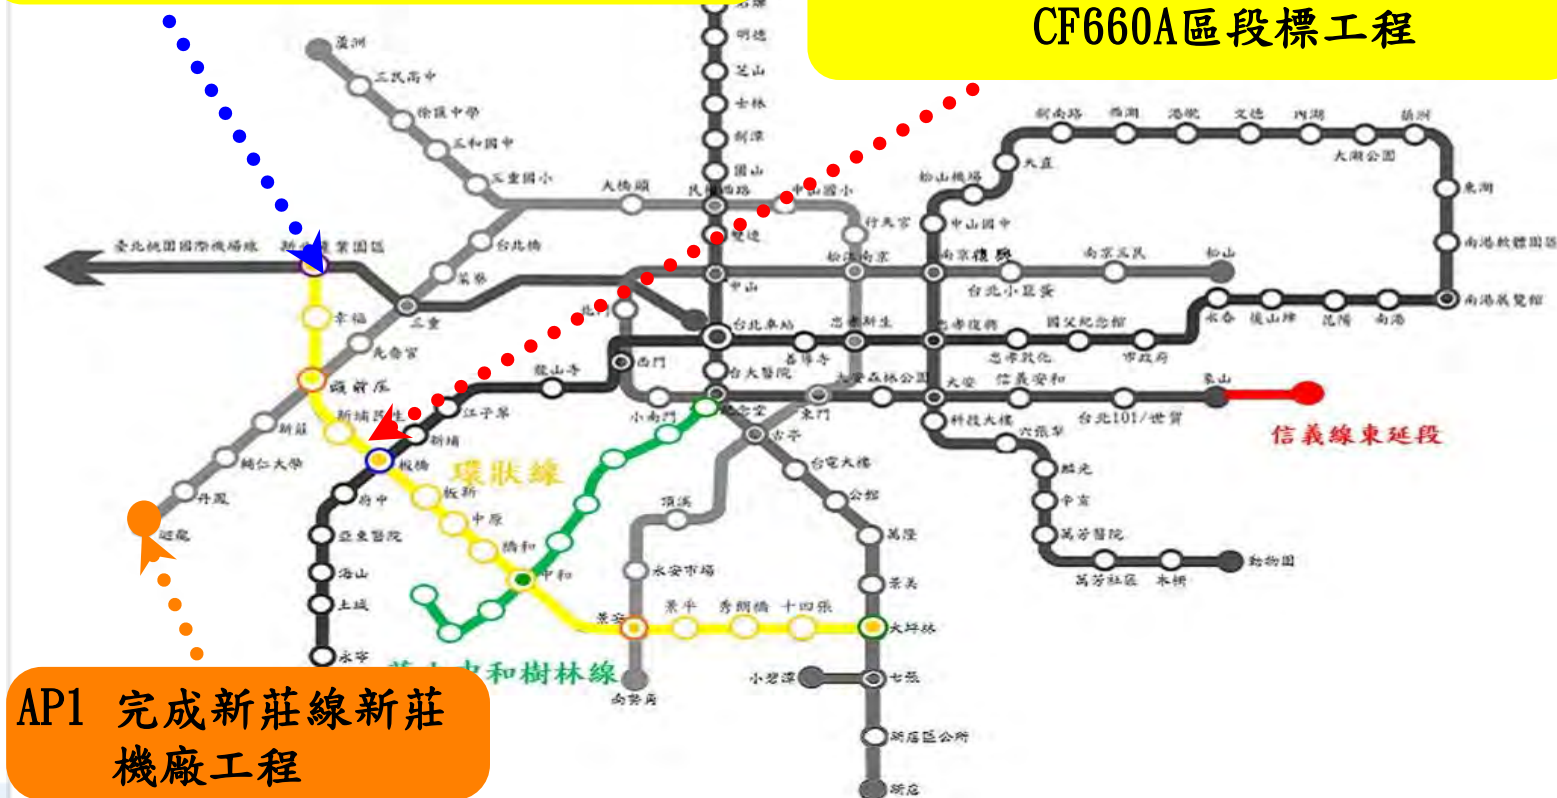 CF660A區段標工程
明德
蘆洲
芝山
三民高中
士林
徐匯中學
劍潭
三和國中
圓山
三重國小
大橋頭
中山國小
行天宮
雙連
台北橋
臺北桃園國際機場線
菜寮
三重
中山
松江南京
北門
台北車站
忠孝新生
善導寺
西門
龍山寺
台大醫院
大安森林公園
小南門
東門
古亭
幸福
先嗇宮
頭前庄
新莊
輔仁大學
丹鳳
迴龍
江子翠
新埔
板橋
府中
亞東醫院
海山
土城
永寧
環狀線
板新
中原
橋和
中和
頂溪
永安市場
景安
景平
秀朗橋
十四張
大坪林
台電大樓
公館
萬隆
景美
小碧潭
七張
新店區公所
新店
劍南路
西湖
港墘
文德
內湖
大湖公園
葫洲
大直
松山機場
中山國中
東湖
南港軟體園區
南港展覽館
南京復興
台北小巨蛋
南京三民
松山
忠孝復興
國父紀念館
忠孝敦化
市政府
永春
後山埤
昆陽
南港
大安
信義安和
台北101/世貿
象山
信義線東延段
科技大樓
六張犁
麟光
辛亥
萬芳醫院
萬芳社區
木柵
動物園
中和樹林線
南勢角
AP1 完成新莊線新莊
機廠工程